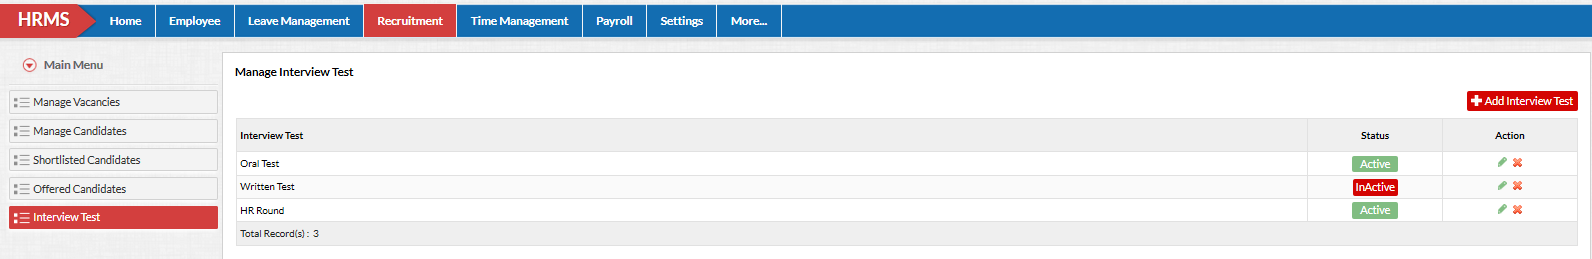 HRMS Home Employee Leave Management Recruitment Time Management Payroll Settings More...
Main Menu
Manage Vacancies
Manage Candidates
Shortlisted Candidates
Offered Candidates
Interview Test
Manage Interview Test
Add Interview Test
Interview Test Status Action
Oral Test Active
Written Test InActive
HR Round Active
Total Record(s) : 3